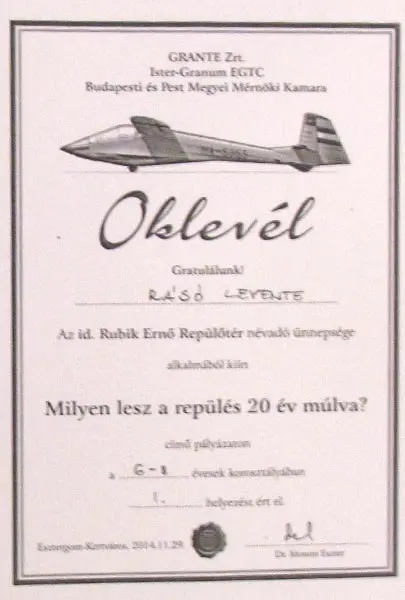 GRANTE Zrt.
Ister-Granum EGTC
Budapesti és Pest Megyei Mérnöki Kamara
Oklevél
Gratulálunk!
RÁSÓ LEVENTE
Az id. Rubik Ernő Repülőtér névadó ünnepsége
alkalmából kiírt
Milyen lesz a repülés 20 év múlva?
című pályázaton
a 6-8 évesek korosztályában
1. helyezést ért el.
Esztergom-Kertváros, 2014.11.29.
Eszter